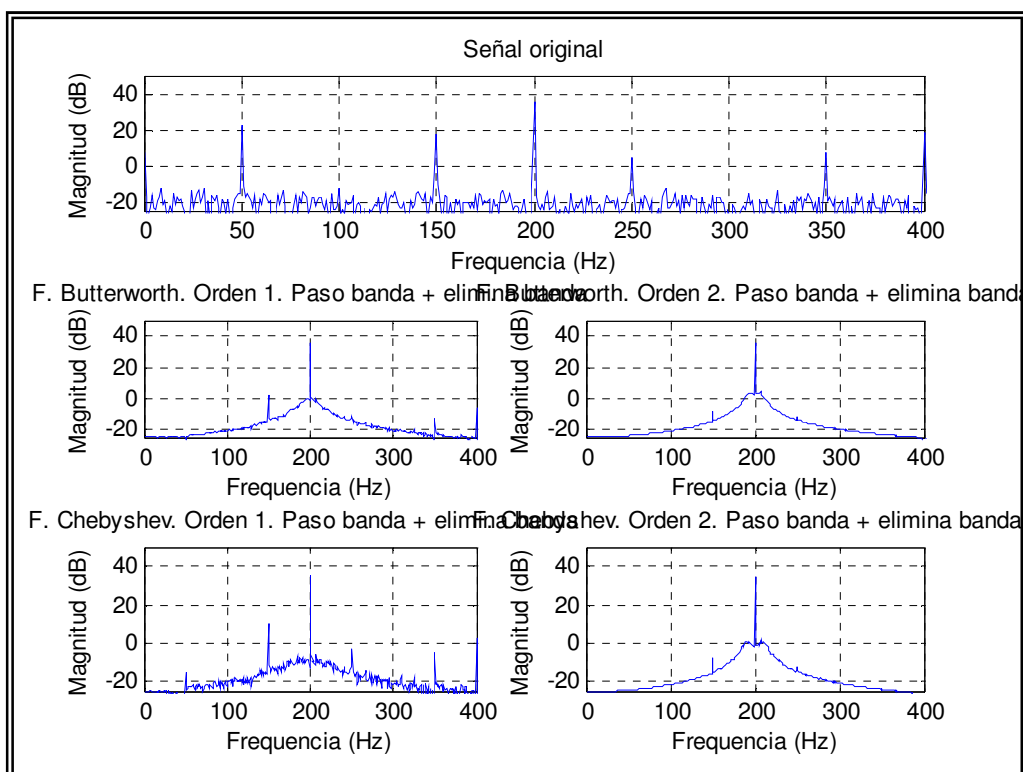 Señal original
Magnitud (dB)
40
20
0
-20
0 50 100 150 200 250 300 350 400
Frequencia (Hz)
F. Butterworth. Orden 1. Paso banda + elimina banda
F. Butterworth. Orden 2. Paso banda + elimina banda
Magnitud (dB)
40
20
0
-20
0 100 200 300 400
Frequencia (Hz)
Magnitud (dB)
40
20
0
-20
0 100 200 300 400
Frequencia (Hz)
F. Chebyshev. Orden 1. Paso banda + elimina banda
F. Chebyshev. Orden 2. Paso banda + elimina banda
Magnitud (dB)
40
20
0
-20
0 100 200 300 400
Frequencia (Hz)
Magnitud (dB)
40
20
0
-20
0 100 200 300 400
Frequencia (Hz)